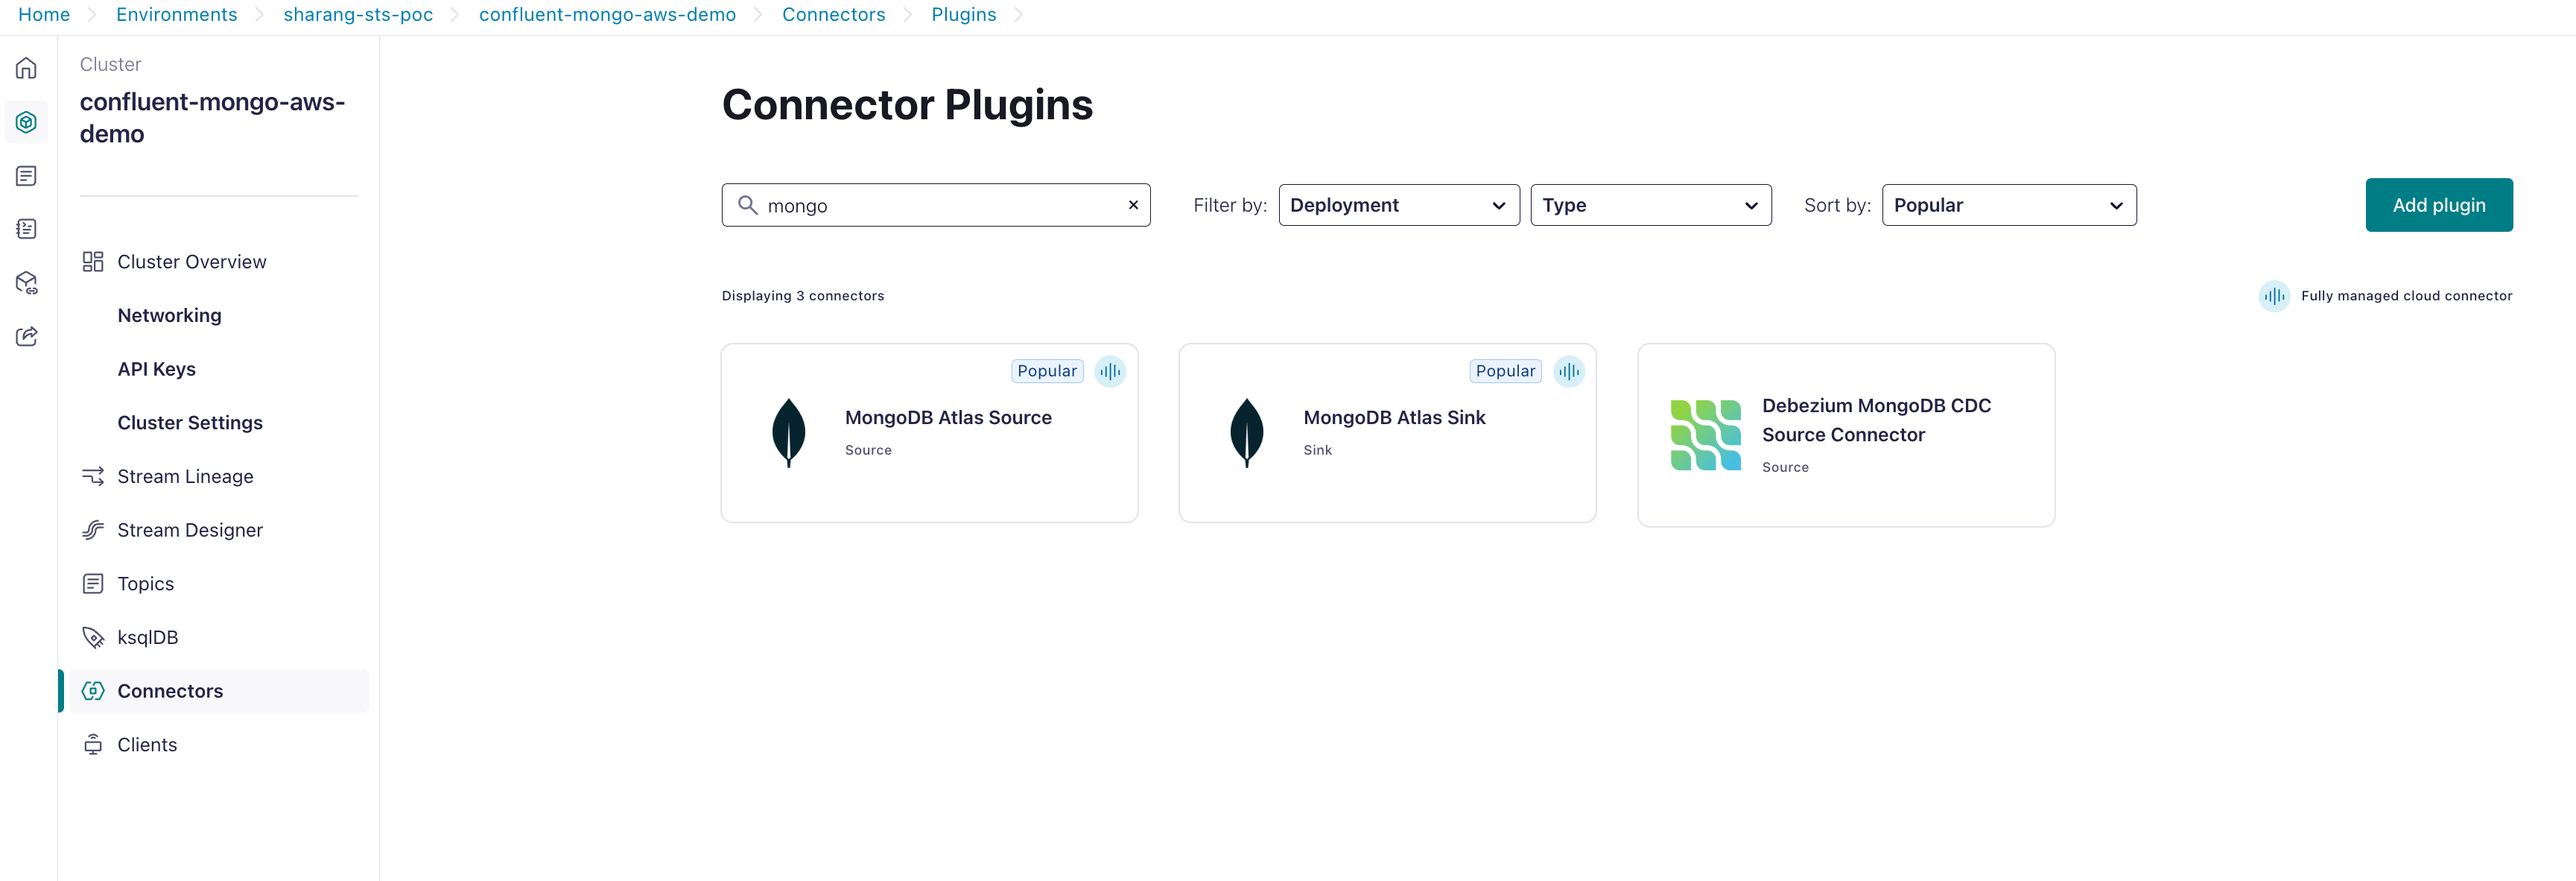 Home Environments sharang-sts-poc confluent-mongo-aws-demo Connectors Plugins
Cluster
confluent-mongo-aws-
demo
Cluster Overview
Networking
API Keys
Cluster Settings
Stream Lineage
Stream Designer
Topics
ksqlDB
Connectors
Clients
Connector Plugins
mongo
Filter by: Deployment Type Sort by: Popular Add plugin
Displaying 3 connectors Fully managed cloud connector
Popular
MongoDB Atlas Source
Source
Popular
MongoDB Atlas Sink
Sink
Debezium MongoDB CDC
Source Connector
Source